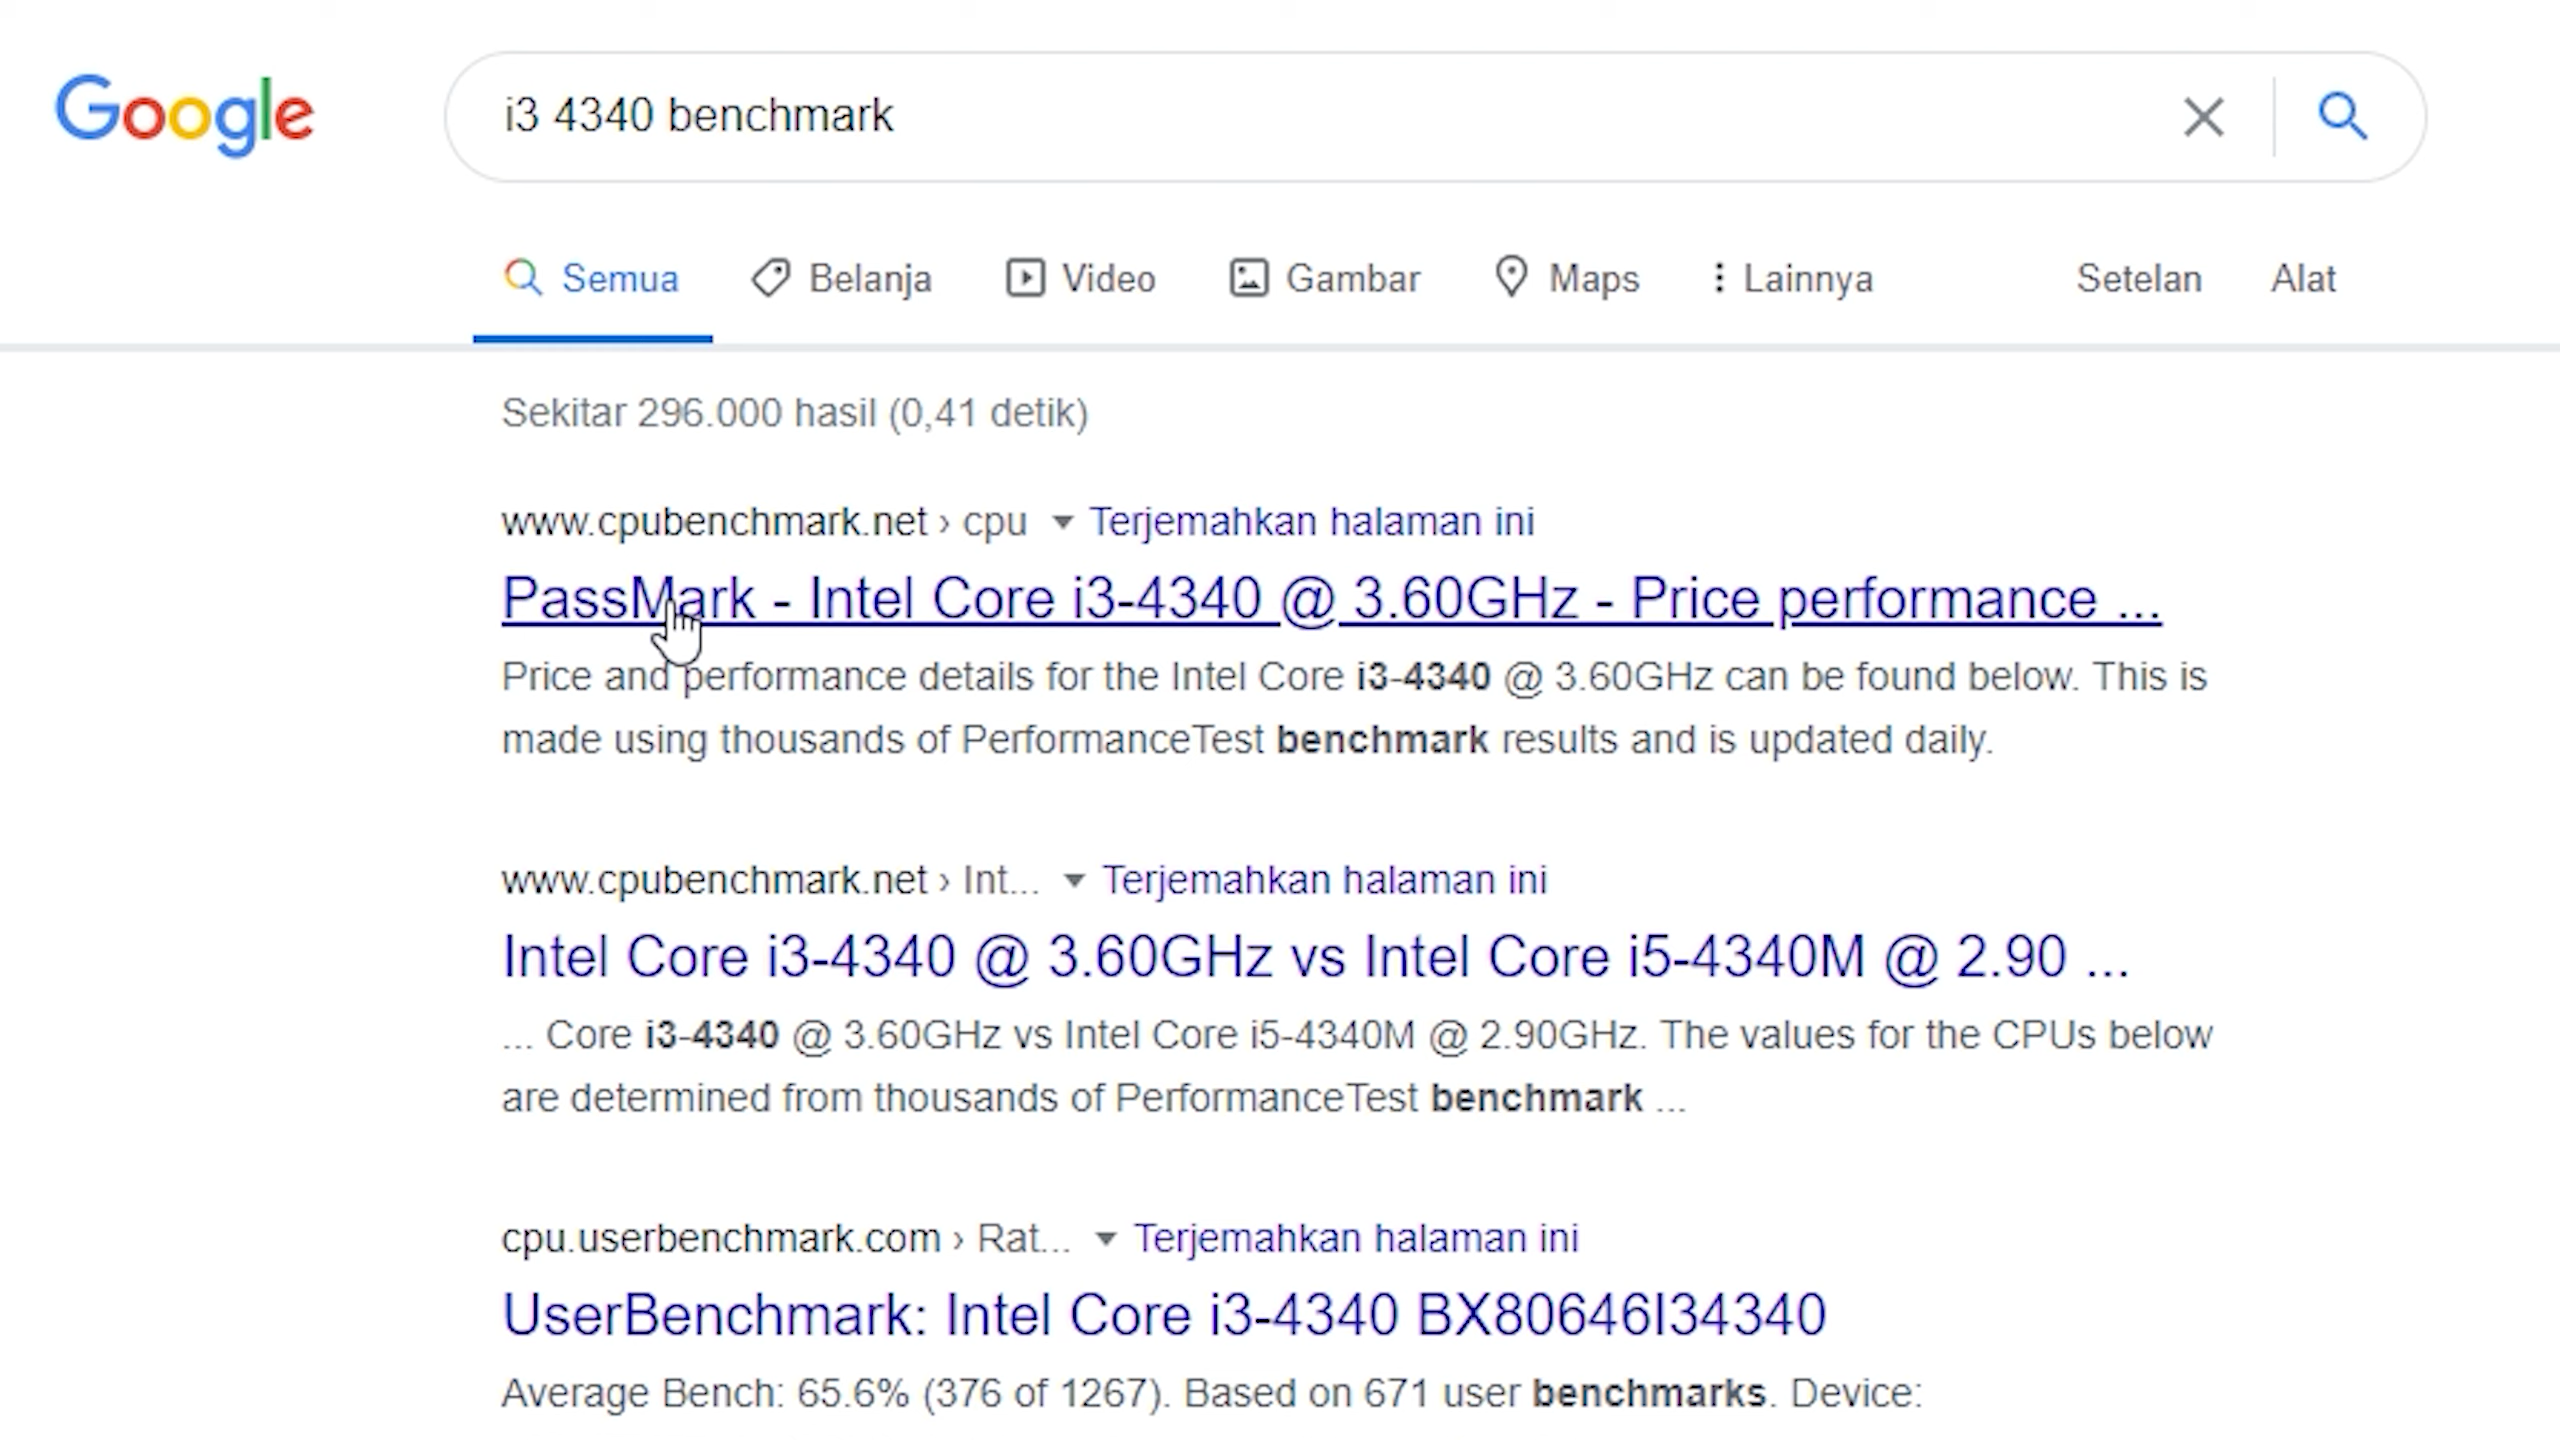 Google
i3 4340 benchmark
Semua Belanja Video Gambar Maps Lainnya Setelan Alat
Sekitar 296.000 hasil (0,41 detik)
www.cpubenchmark.net › cpu Terjemahkan halaman ini
PassMark - Intel Core i3-4340 @ 3.60GHz - Price performance ...
Price and performance details for the Intel Core i3-4340 @ 3.60GHz can be found below. This is
made using thousands of PerformanceTest benchmark results and is updated daily.
www.cpubenchmark.net › Int... Terjemahkan halaman ini
Intel Core i3-4340 @ 3.60GHz vs Intel Core i5-4340M @ 2.90 ...
... Core i3-4340 @ 3.60GHz vs Intel Core i5-4340M @ 2.90GHz. The values for the CPUs below
are determined from thousands of PerformanceTest benchmark ...
cpu.userbenchmark.com › Rat... Terjemahkan halaman ini
UserBenchmark: Intel Core i3-4340 BX80646I34340
Average Bench: 65.6% (376 of 1267). Based on 671 user benchmarks. Device: